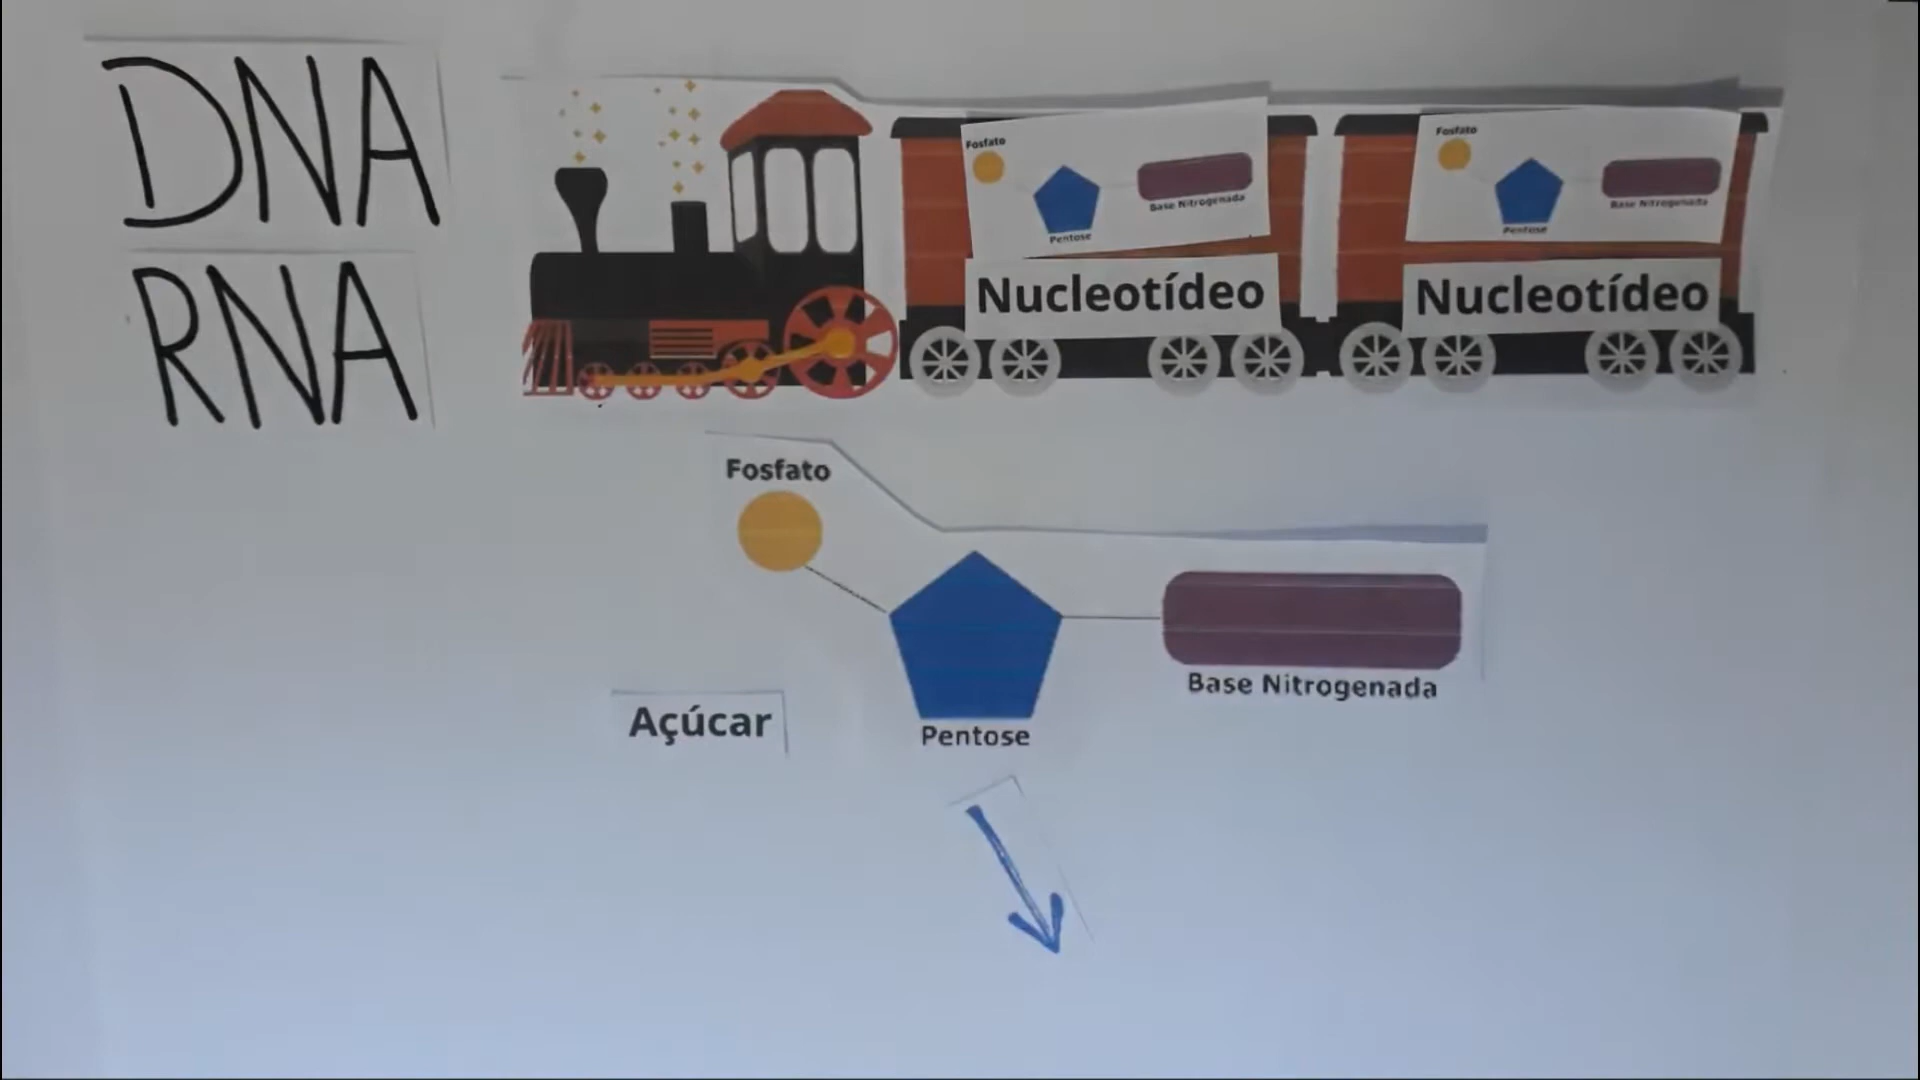 DNA
RNA
Fosfato
Pentose
Base Nitrogenada
Nucleotídeo
Fosfato
Pentose
Base Nitrogenada
Nucleotídeo
Fosfato
Pentose
Base Nitrogenada
Açúcar